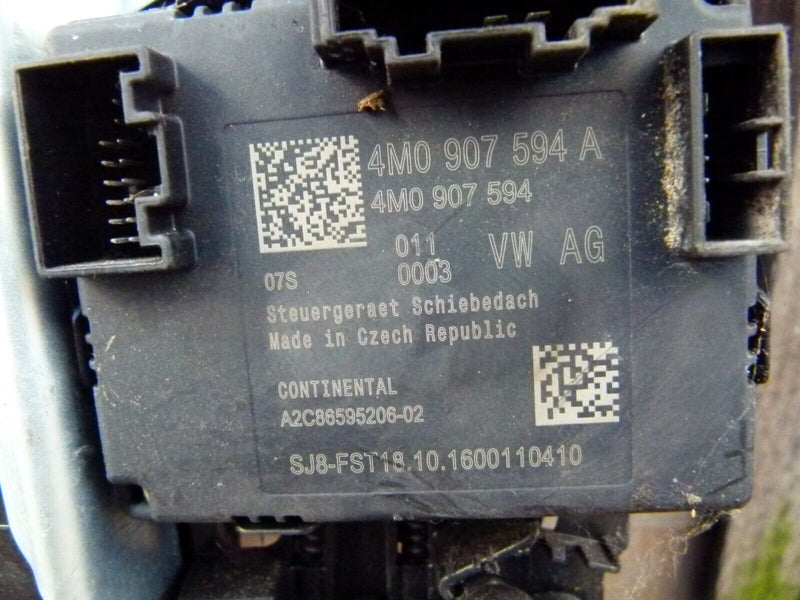 4M0 907 594 A
4M0 907 594
011 VW AG
07S 0003
Steuergeraet Schiebedach
Made in Czech Republic
CONTINENTAL
A2C86595206-02
SJ8-FST18.10.1600110410